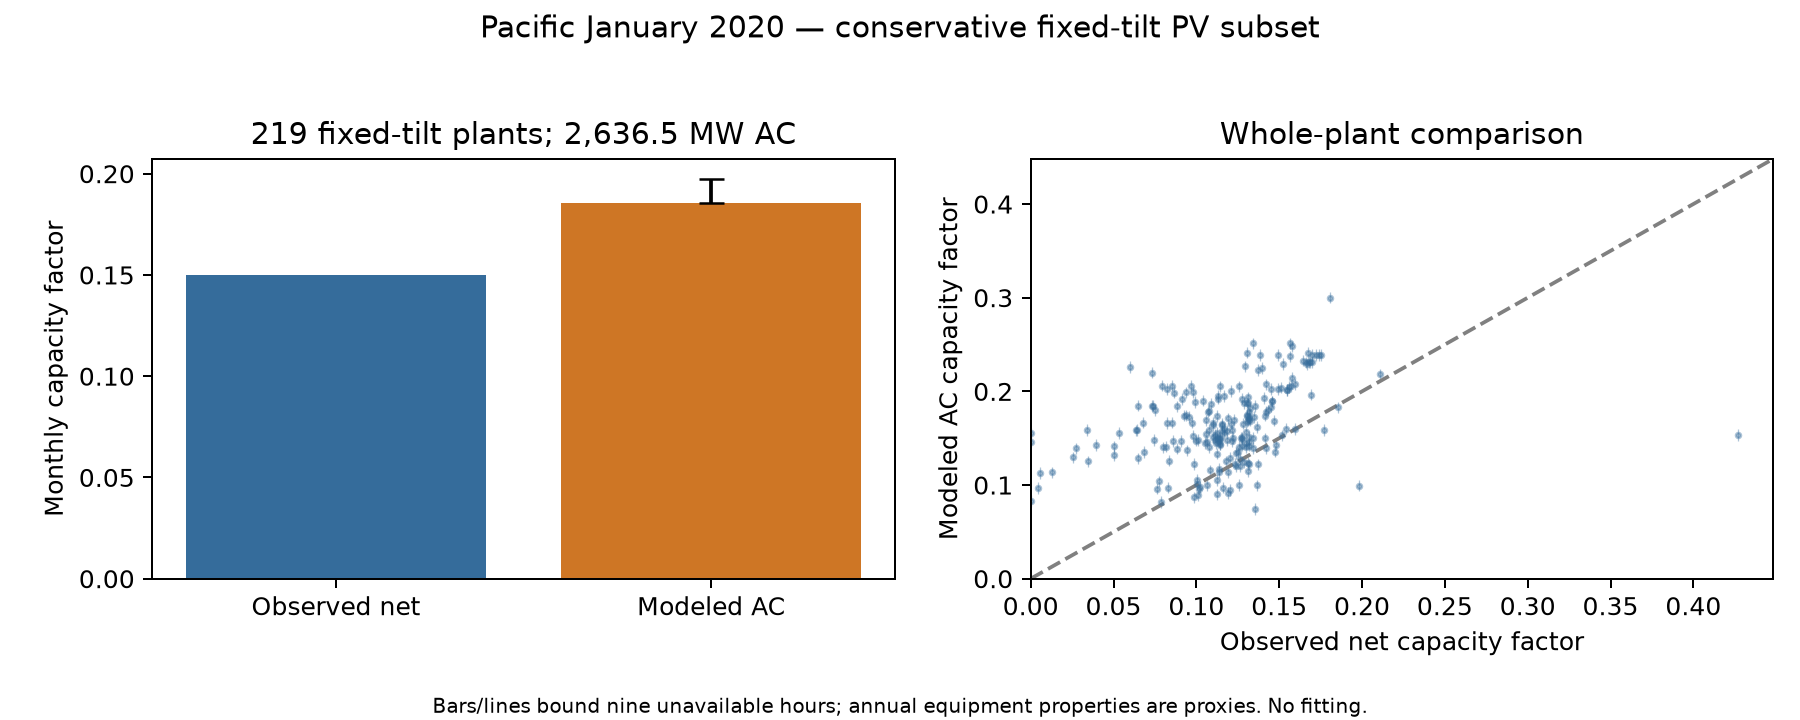 Pacific January 2020 — conservative fixed-tilt PV subset
219 fixed-tilt plants; 2,636.5 MW AC
Monthly capacity factor
0.20
0.15
0.10
0.05
0.00
Observed net
Modeled AC
Whole-plant comparison
Modeled AC capacity factor
0.4
0.3
0.2
0.1
0.0
0.00 0.05 0.10 0.15 0.20 0.25 0.30 0.35 0.40
Observed net capacity factor
Bars/lines bound nine unavailable hours; annual equipment properties are proxies. No fitting.